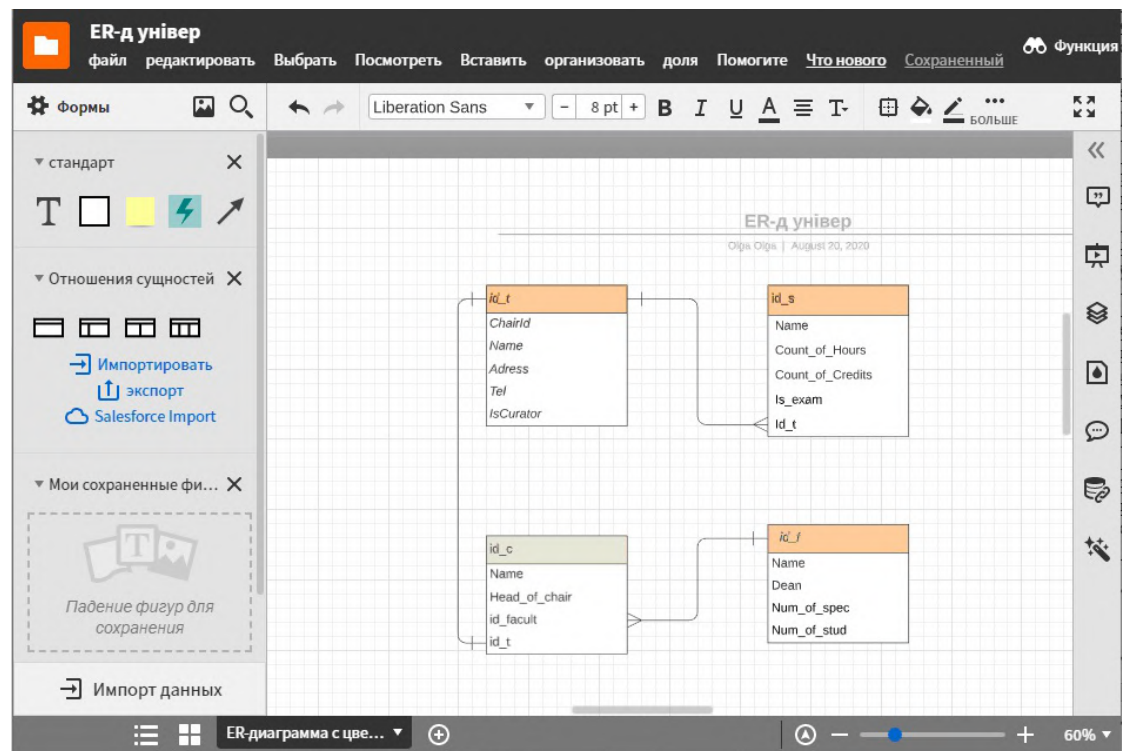 ER-д універ
файл редактировать Выбрать Посмотреть Вставить организовать доля Помогите Что нового Сохраненный
Функция
Формы
Liberation Sans
- 8 pt +
B I U A T
БОЛЬШЕ
стандарт
T
Отношения сущностей
Импортировать
экспорт
Salesforce Import
Мои сохраненные фи...
T
Падение фигур для
сохранения
Импорт данных
ER-д універ
Olga Olga | August 20, 2020
id_t
ChairId
Name
Adress
Tel
IsCurator
id_s
Name
Count_of_Hours
Count_of_Credits
Is_exam
Id_t
id_c
Name
Head_of_chair
id_facult
id_t
id_f
Name
Dean
Num_of_spec
Num_of_stud
ER-диаграмма с цве...
60%